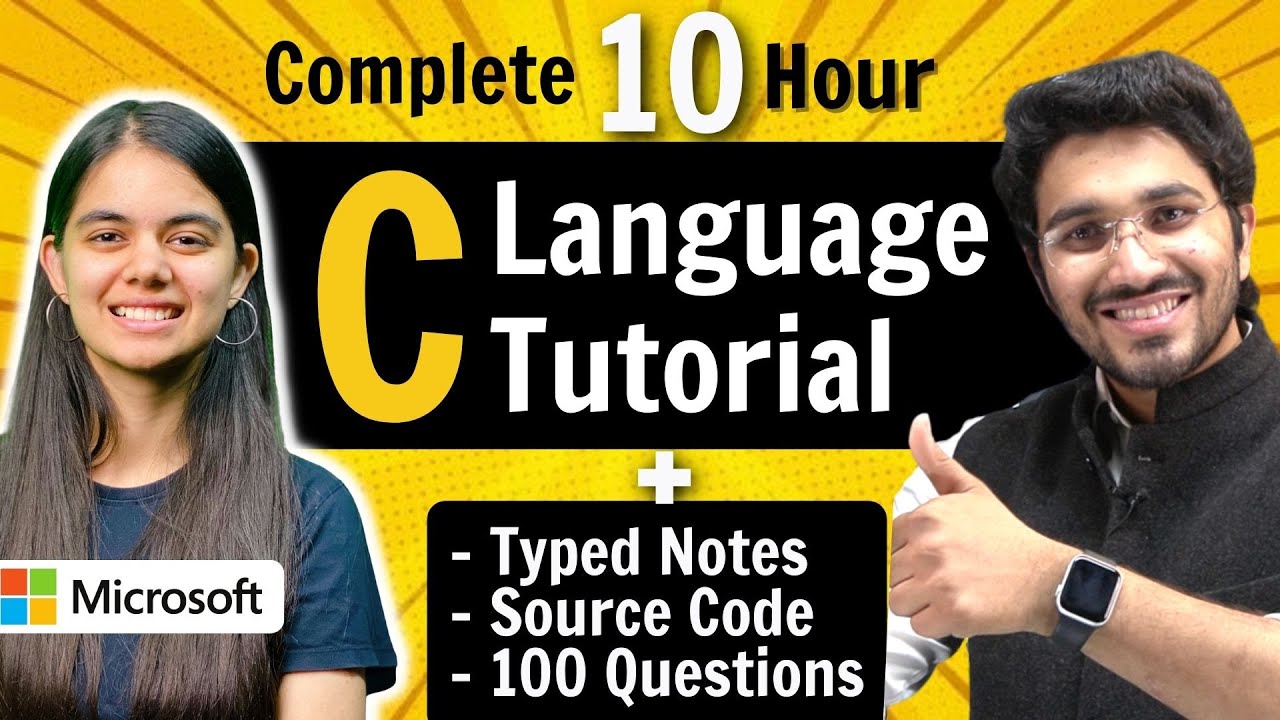 Complete 10 Hour
C Language
Tutorial
+
- Typed Notes
- Source Code
- 100 Questions
Microsoft